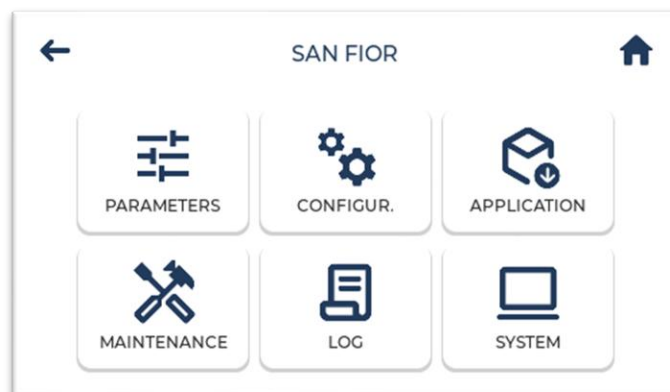 SAN FIOR
PARAMETERS
CONFIGUR.
APPLICATION
MAINTENANCE
LOG
SYSTEM